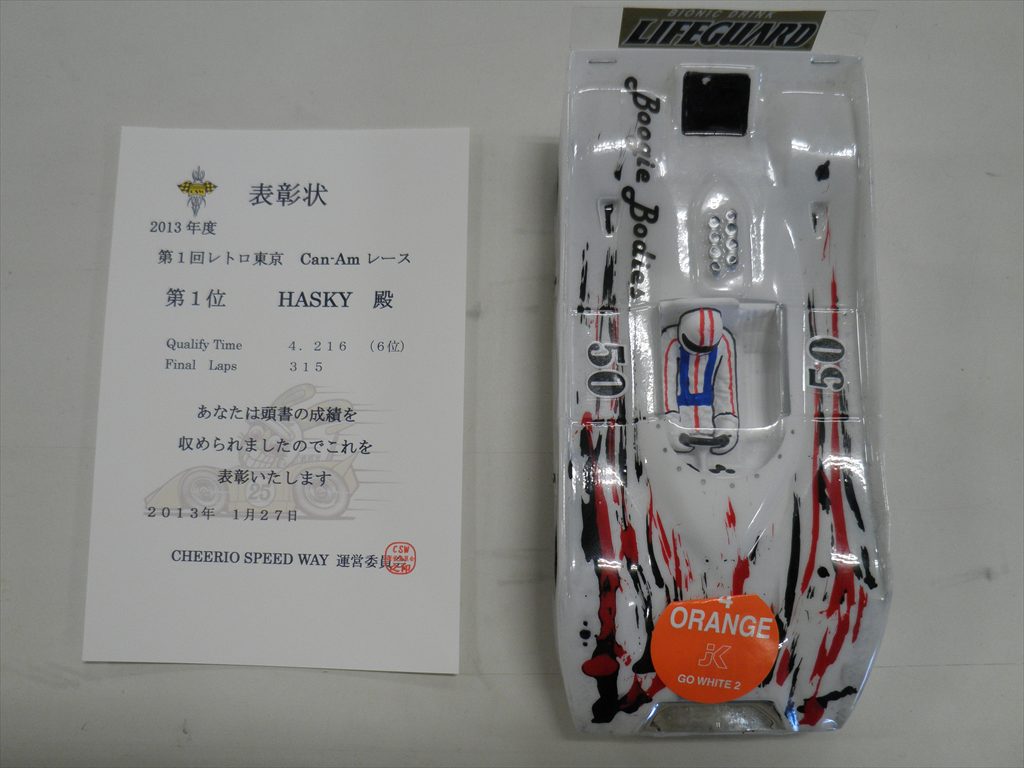 表彰状
2013年度
第1回レトロ東京 Can-Am レース
第1位 HASKY 殿
Qualify Time 4.216 (6位)
Final Laps 315
あなたは頭書の成績を
収められましたのでこれを
表彰いたします
25
2013年 1月27日
CHEERIO SPEED WAY 運営委員
CSW
BIONIC DRINK
LIFEGUARD
Boogie Bodies
50
50
4
ORANGE
JK
GO WHITE 2